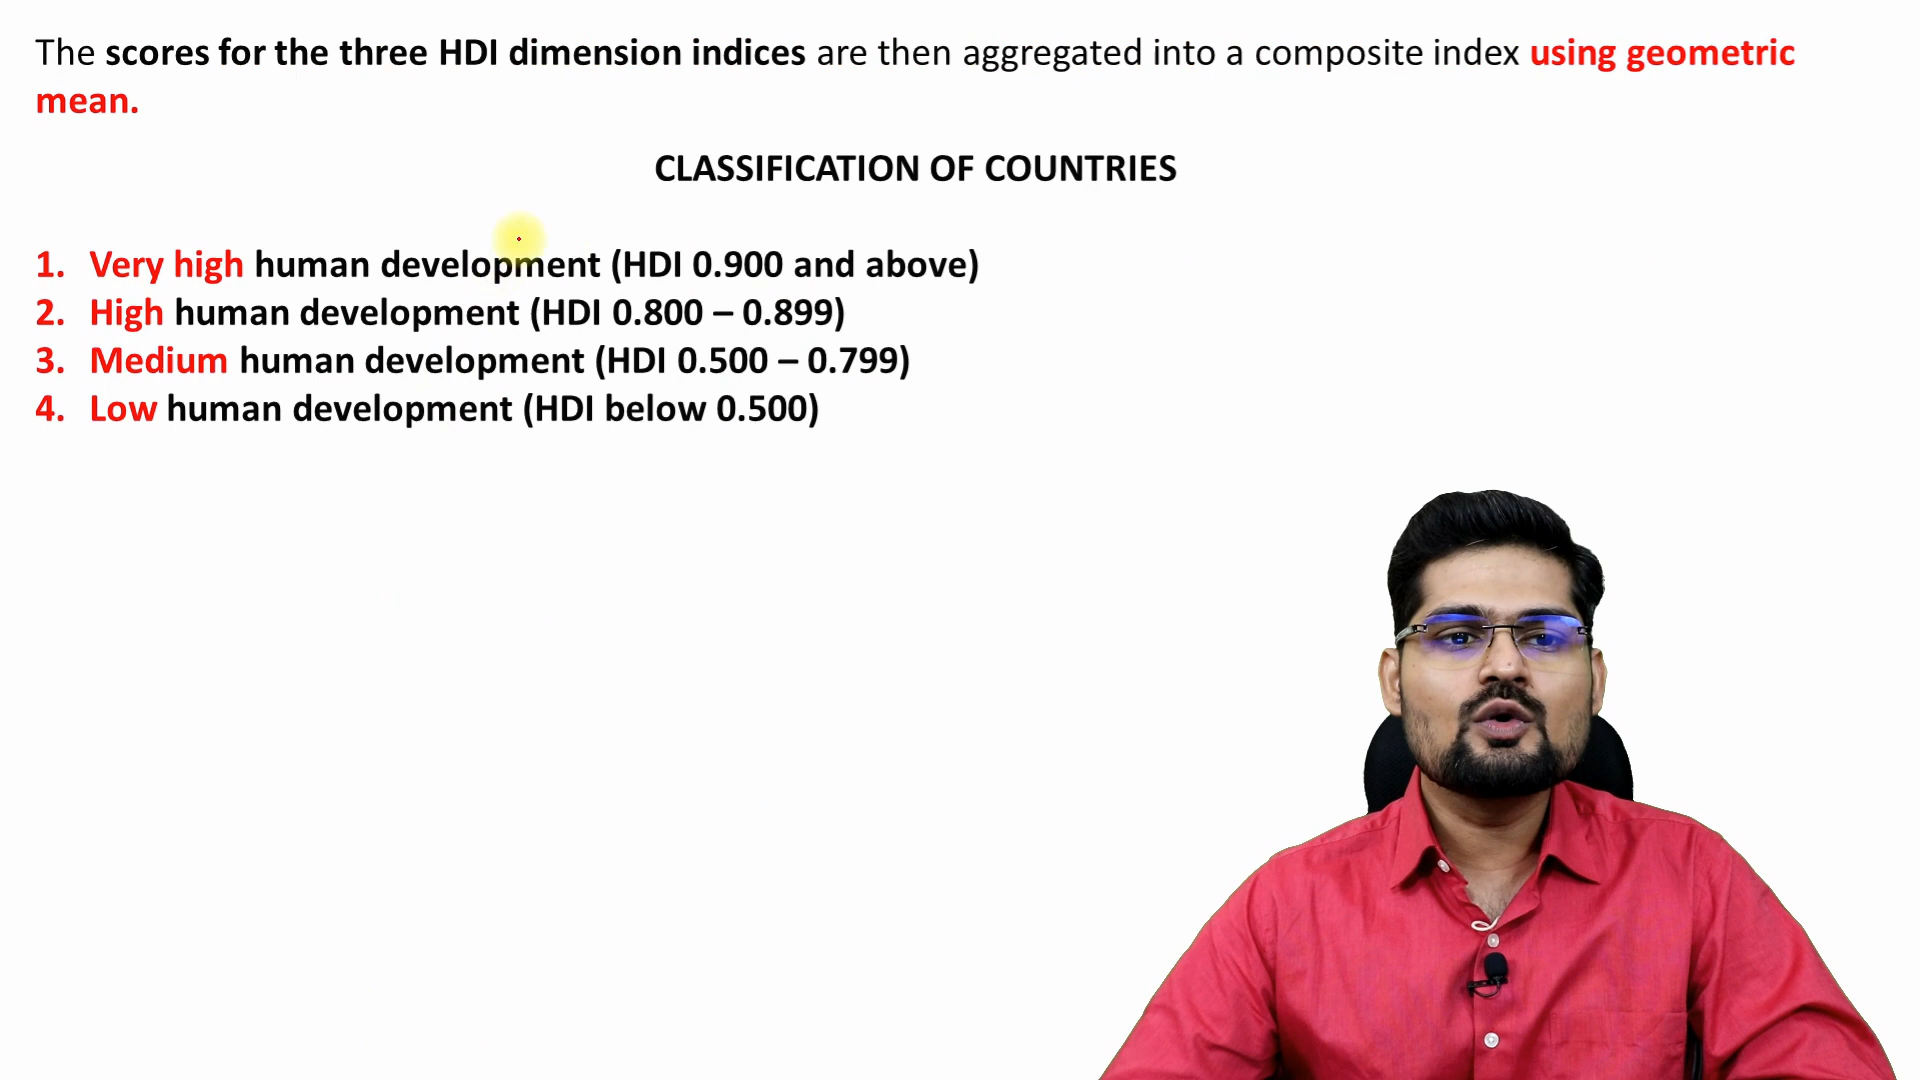 The scores for the three HDI dimension indices are then aggregated into a composite index using geometric
mean.
CLASSIFICATION OF COUNTRIES
1. Very high human development (HDI 0.900 and above)
2. High human development (HDI 0.800 – 0.899)
3. Medium human development (HDI 0.500 – 0.799)
4. Low human development (HDI below 0.500)